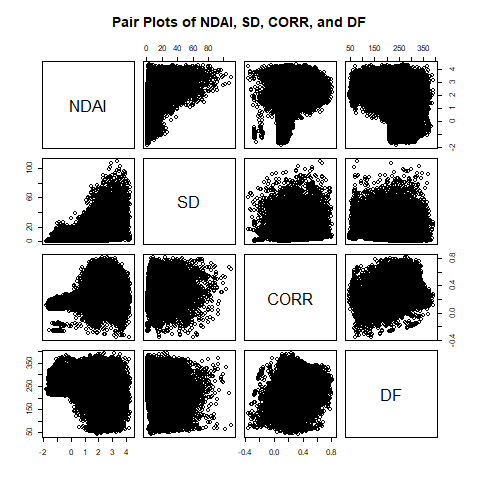 Pair Plots of NDAI, SD, CORR, and DF
0 20 40 60 80
50 150 250 350
NDAI
-2 0 1 2 3 4
0 20 60 100
SD
CORR
-0.4 0.0 0.4 0.8
50 150 250 350
DF
-2 0 1 2 3 4
-0.4 0.0 0.4 0.8